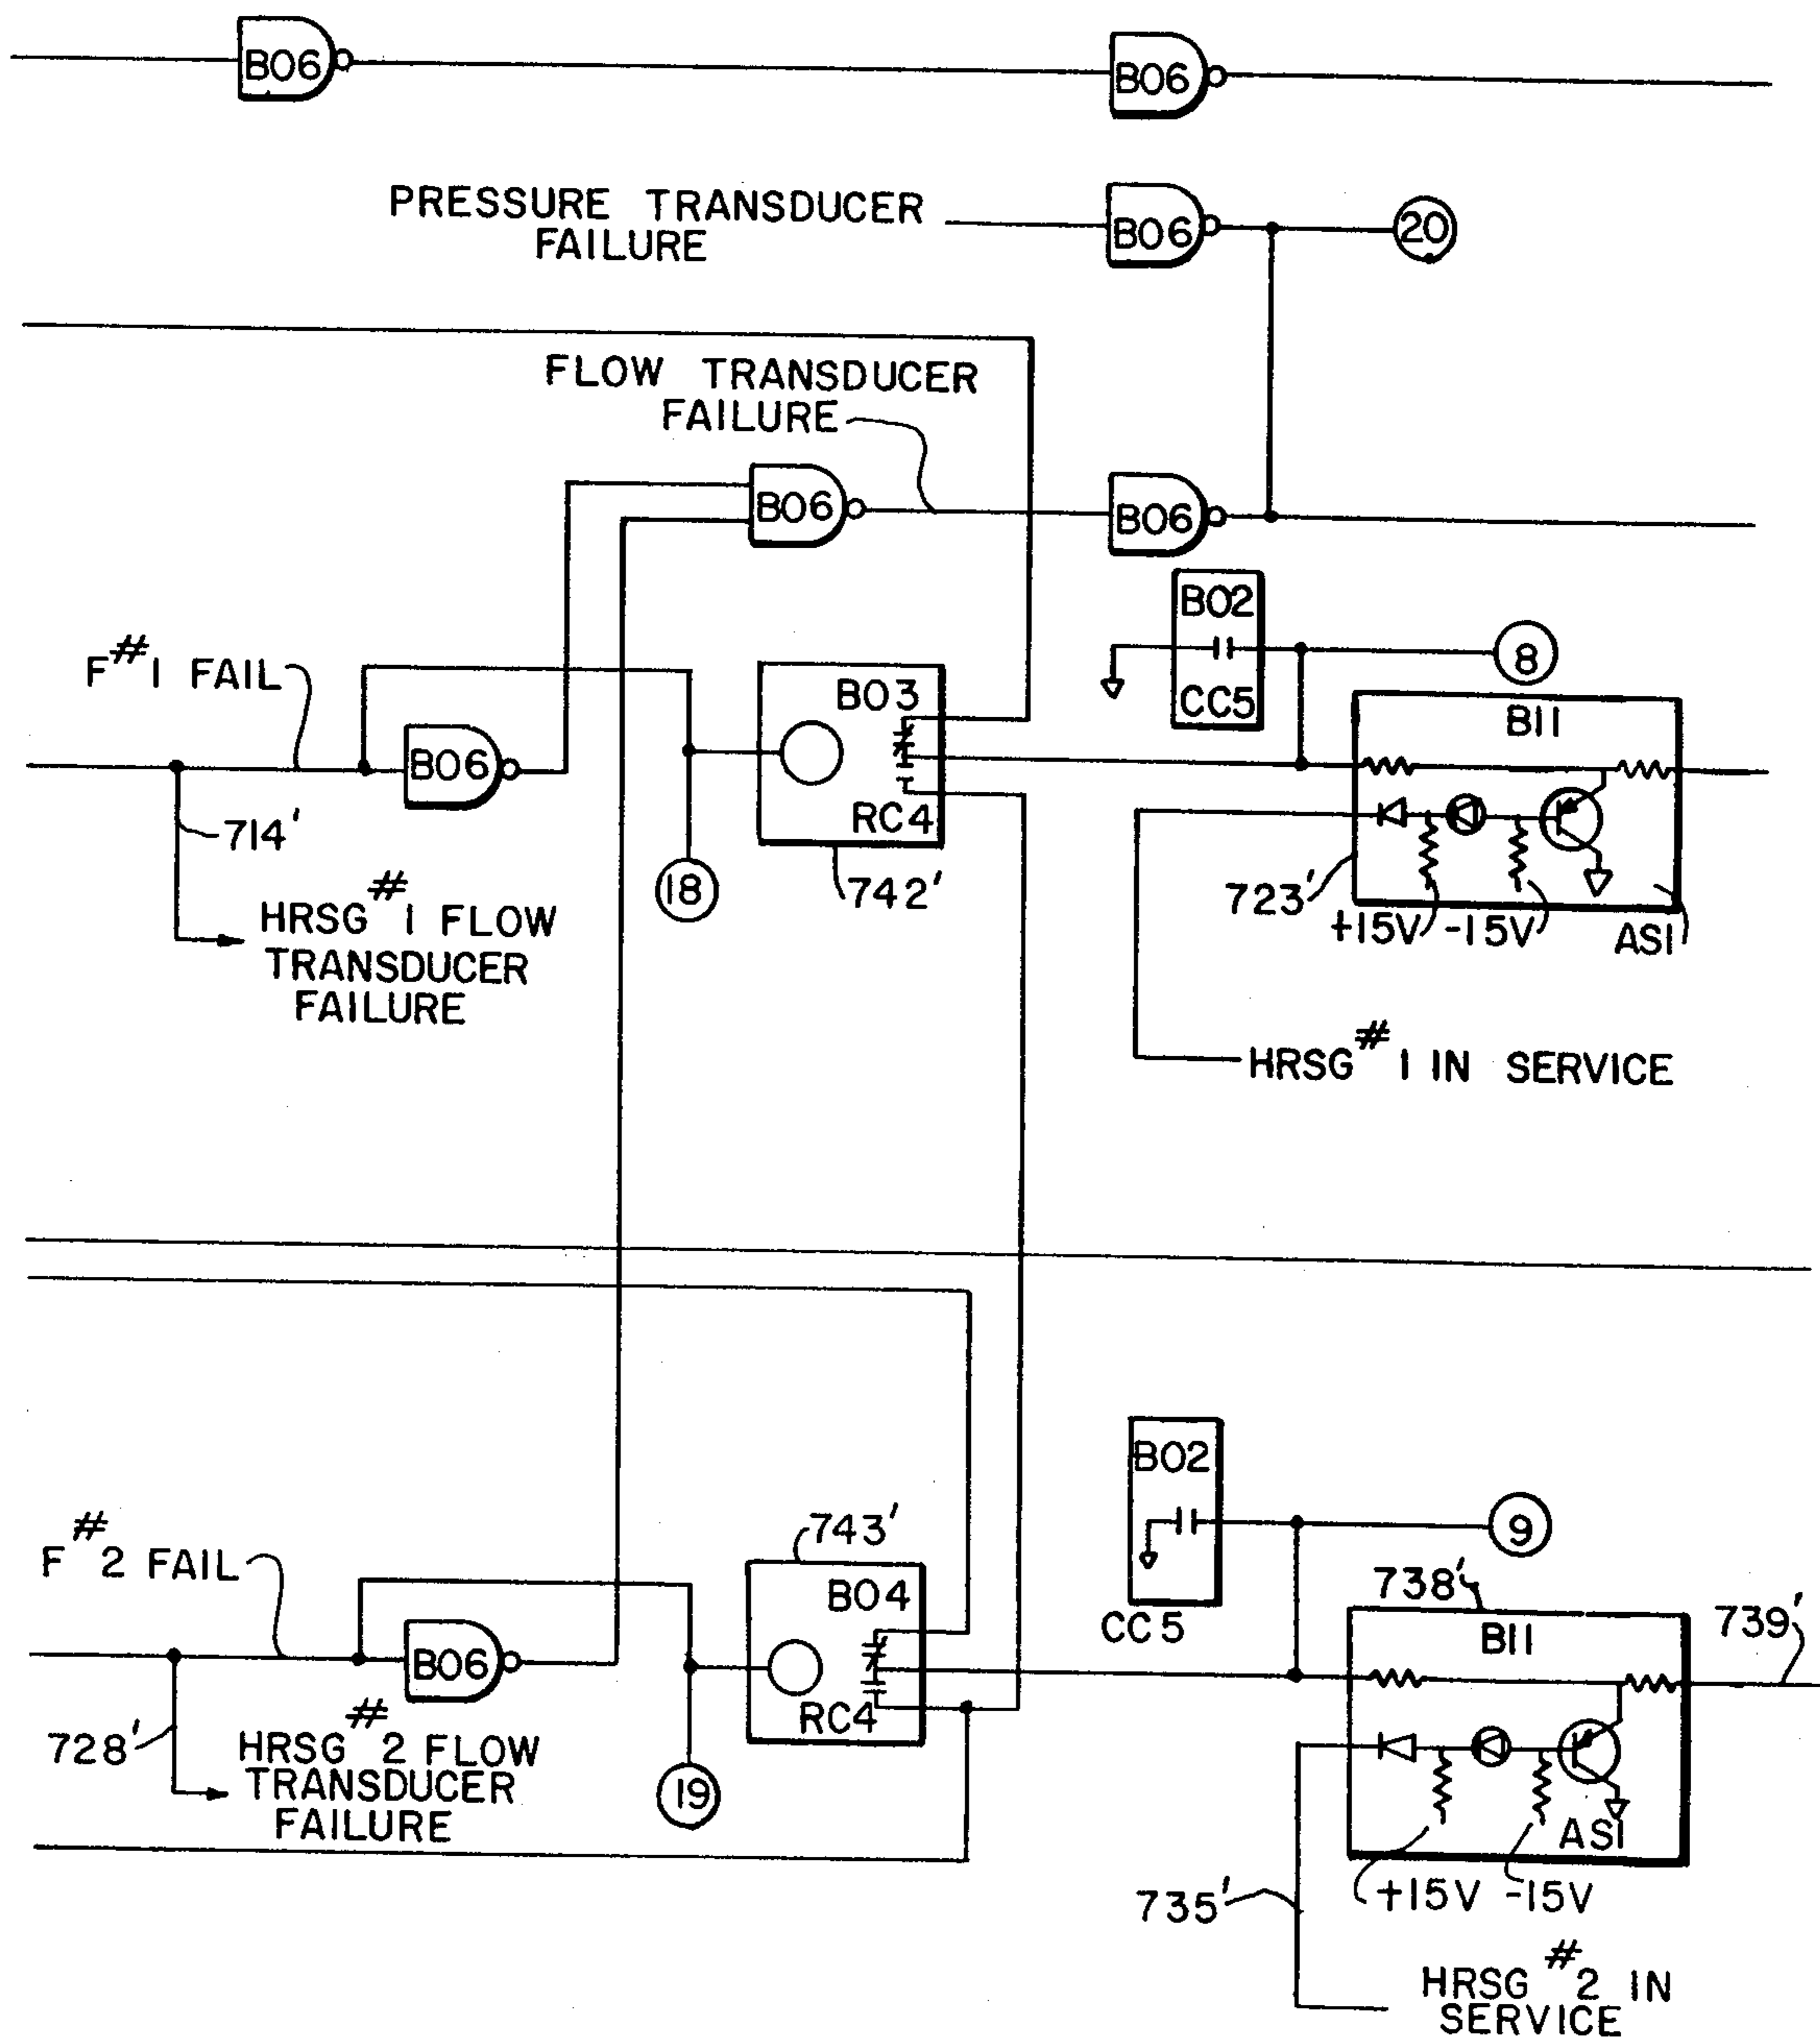 B06
B06
PRESSURE TRANSDUCER
FAILURE
B06
20
FLOW TRANSDUCER
FAILURE
B06
B06
B02
CC5
8
F#1 FAIL
B06
B03
RC4
B11
714'
18
742'
723'
+15V
-15V
AS1
HRSG #1 FLOW
TRANSDUCER
FAILURE
HRSG #1 IN SERVICE
B02
CC5
9
F#2 FAIL
B06
743'
B04
RC4
738'
B11
739'
728'
HRSG #2 FLOW
TRANSDUCER
FAILURE
19
AS1
+15V
-15V
735'
HRSG #2 IN
SERVICE